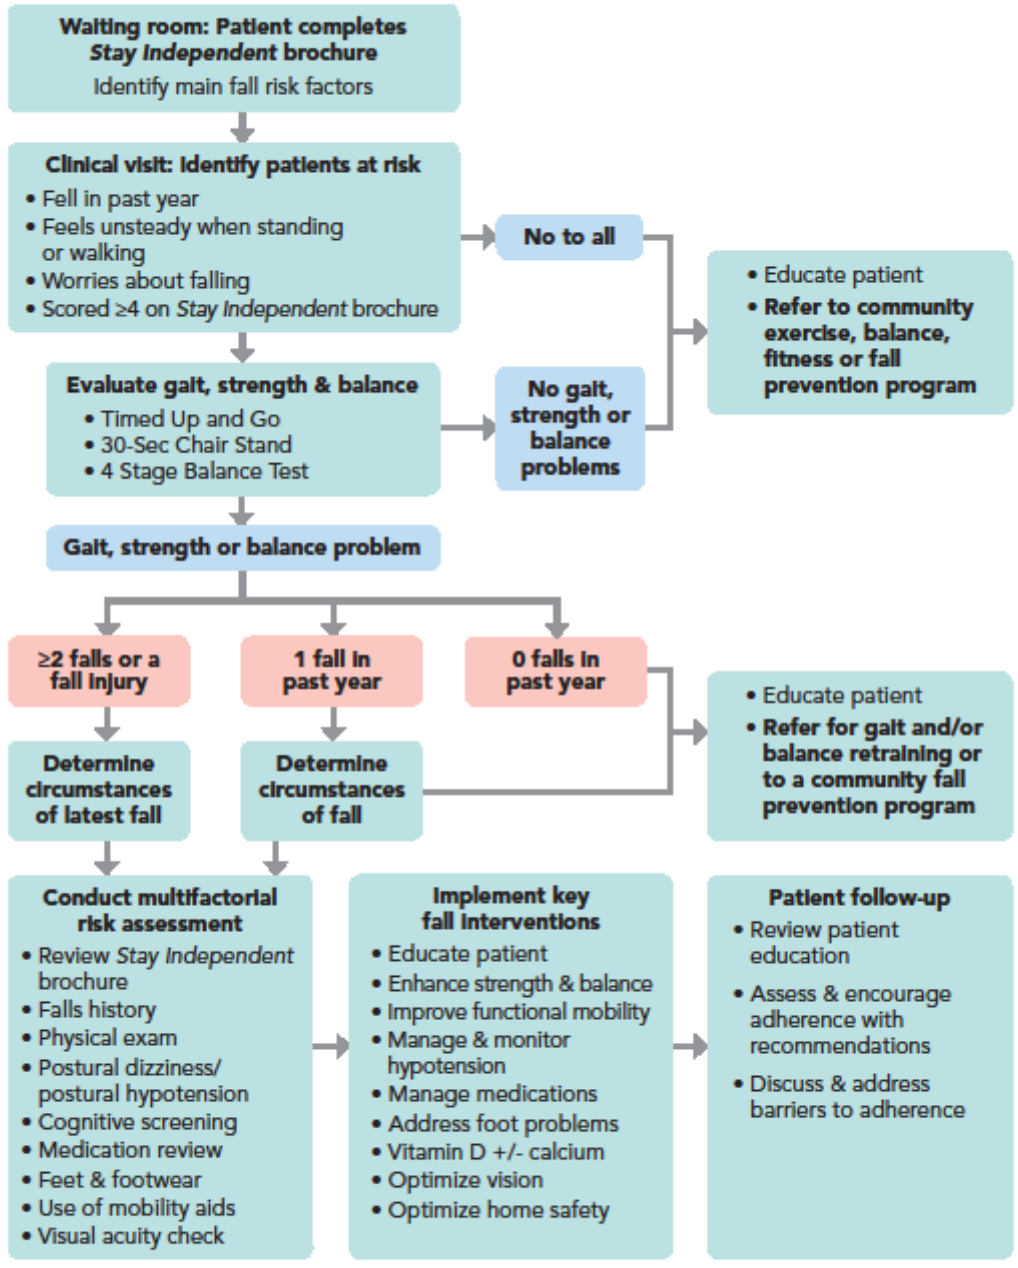 Waiting room: Patient completes
Stay Independent brochure
Identify main fall risk factors
Clinical visit: Identify patients at risk
• Fell in past year
• Feels unsteady when standing
or walking
• Worries about falling
• Scored ≥4 on Stay Independent brochure
No to all
• Educate patient
• Refer to community
exercise, balance,
fitness or fall
prevention program
Evaluate gait, strength & balance
• Timed Up and Go
• 30-Sec Chair Stand
• 4 Stage Balance Test
No gait,
strength or
balance
problems
Gait, strength or balance problem
≥2 falls or a
fall injury
1 fall in
past year
0 falls in
past year
• Educate patient
• Refer for gait and/or
balance retraining or
to a community fall
prevention program
Determine
circumstances
of latest fall
Determine
circumstances
of fall
Conduct multifactorial
risk assessment
• Review Stay Independent
brochure
• Falls history
• Physical exam
• Postural dizziness/
postural hypotension
• Cognitive screening
• Medication review
• Feet & footwear
• Use of mobility aids
• Visual acuity check
Implement key
fall interventions
• Educate patient
• Enhance strength & balance
• Improve functional mobility
• Manage & monitor
hypotension
• Manage medications
• Address foot problems
• Vitamin D +/- calcium
• Optimize vision
• Optimize home safety
Patient follow-up
• Review patient
education
• Assess & encourage
adherence with
recommendations
• Discuss & address
barriers to adherence